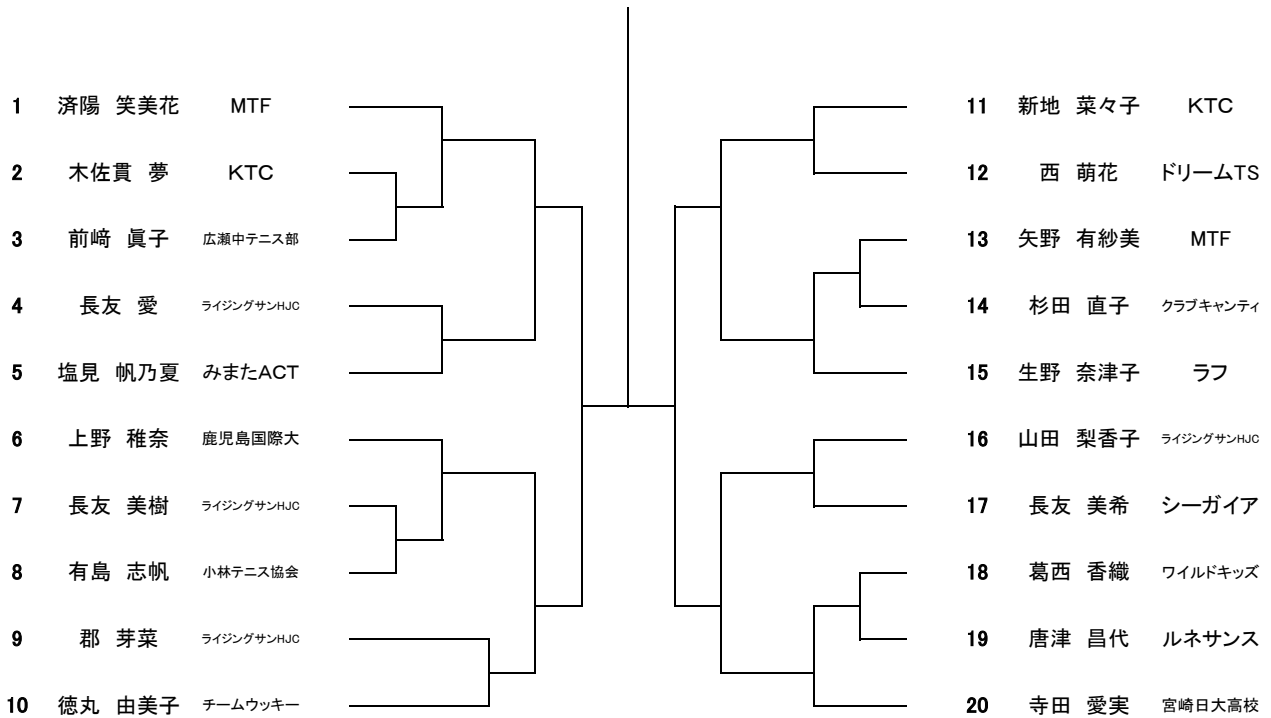 1 済陽 笑美花 MTF
2 木佐貫 夢 KTC
3 前﨑 眞子 広瀬中テニス部
4 長友 愛 ライジングサンHJC
5 塩見 帆乃夏 みまたACT
6 上野 稚奈 鹿児島国際大
7 長友 美樹 ライジングサンHJC
8 有島 志帆 小林テニス協会
9 郡 芽菜 ライジングサンHJC
10 徳丸 由美子 チームウッキー
11 新地 菜々子 KTC
12 西 萌花 ドリームTS
13 矢野 有紗美 MTF
14 杉田 直子 クラブキャンティ
15 生野 奈津子 ラフ
16 山田 梨香子 ライジングサンHJC
17 長友 美希 シーガイア
18 葛西 香織 ワイルドキッズ
19 唐津 昌代 ルネサンス
20 寺田 愛実 宮崎日大高校